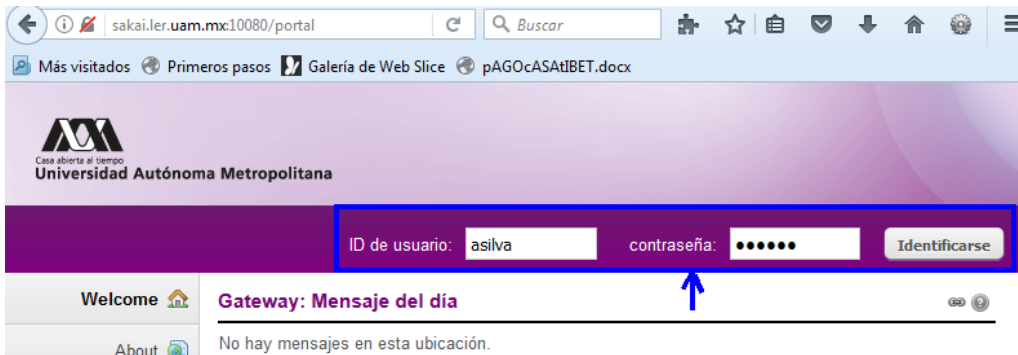 sakai.ler.uam.mx:10080/portal
Buscar
Más visitados Primeros pasos Galería de Web Slice pAGOcASAtIBET.docx
Casa abierta al tiempo
Universidad Autónoma Metropolitana
ID de usuario: asilva contraseña: •••••• Identificarse
Welcome
Gateway: Mensaje del día
About
No hay mensajes en esta ubicación.